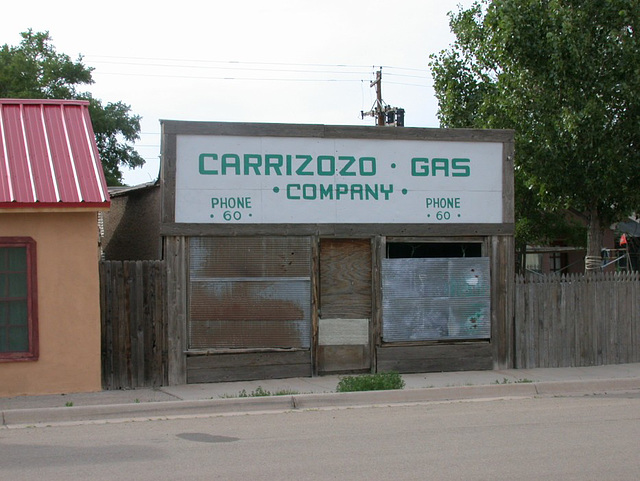 CARRIZOZO · GAS
• COMPANY •
PHONE PHONE
· 60 · · 60 ·